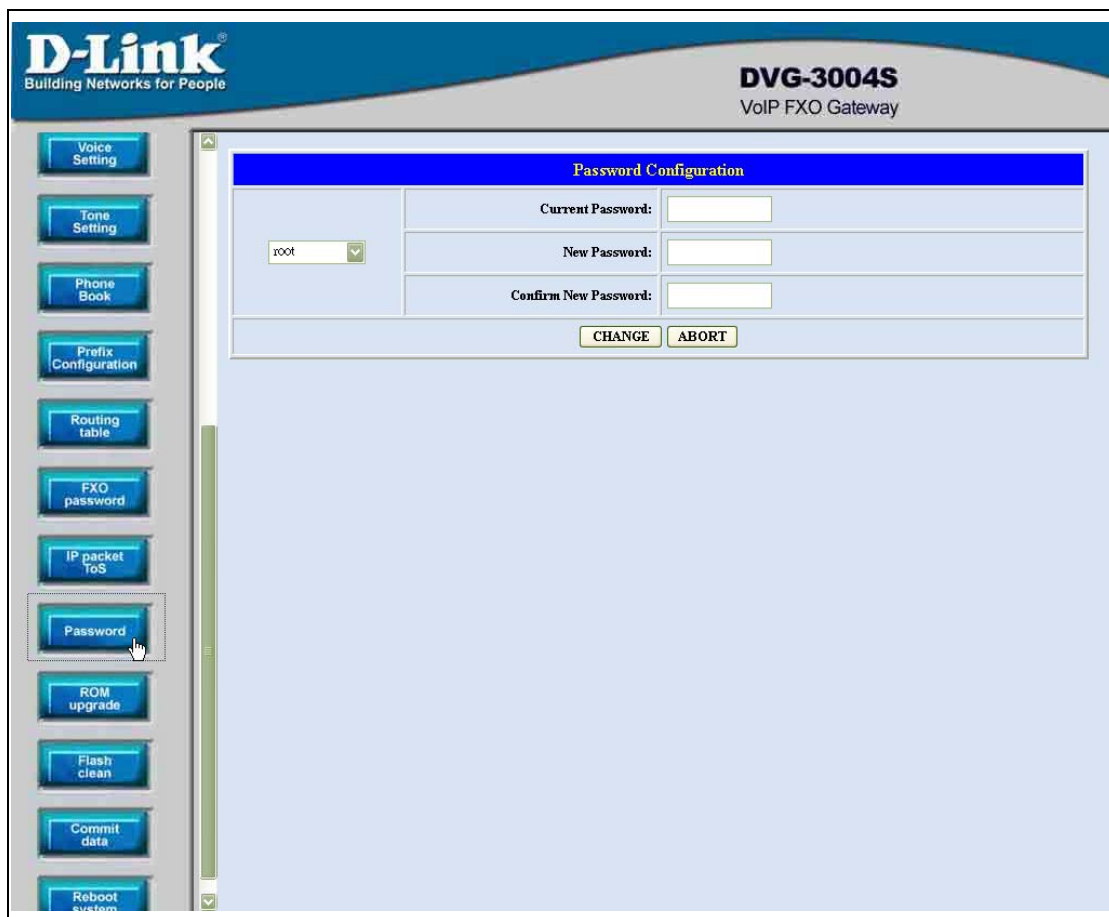 D-Link®
Building Networks for People
DVG-3004S
VoIP FXO Gateway
Voice
Setting
Tone
Setting
Phone
Book
Prefix
Configuration
Routing
table
FXO
password
IP packet
ToS
Password
ROM
upgrade
Flash
clean
Commit
data
Reboot
system
Password Configuration
root
Current Password:
New Password:
Confirm New Password:
CHANGE ABORT